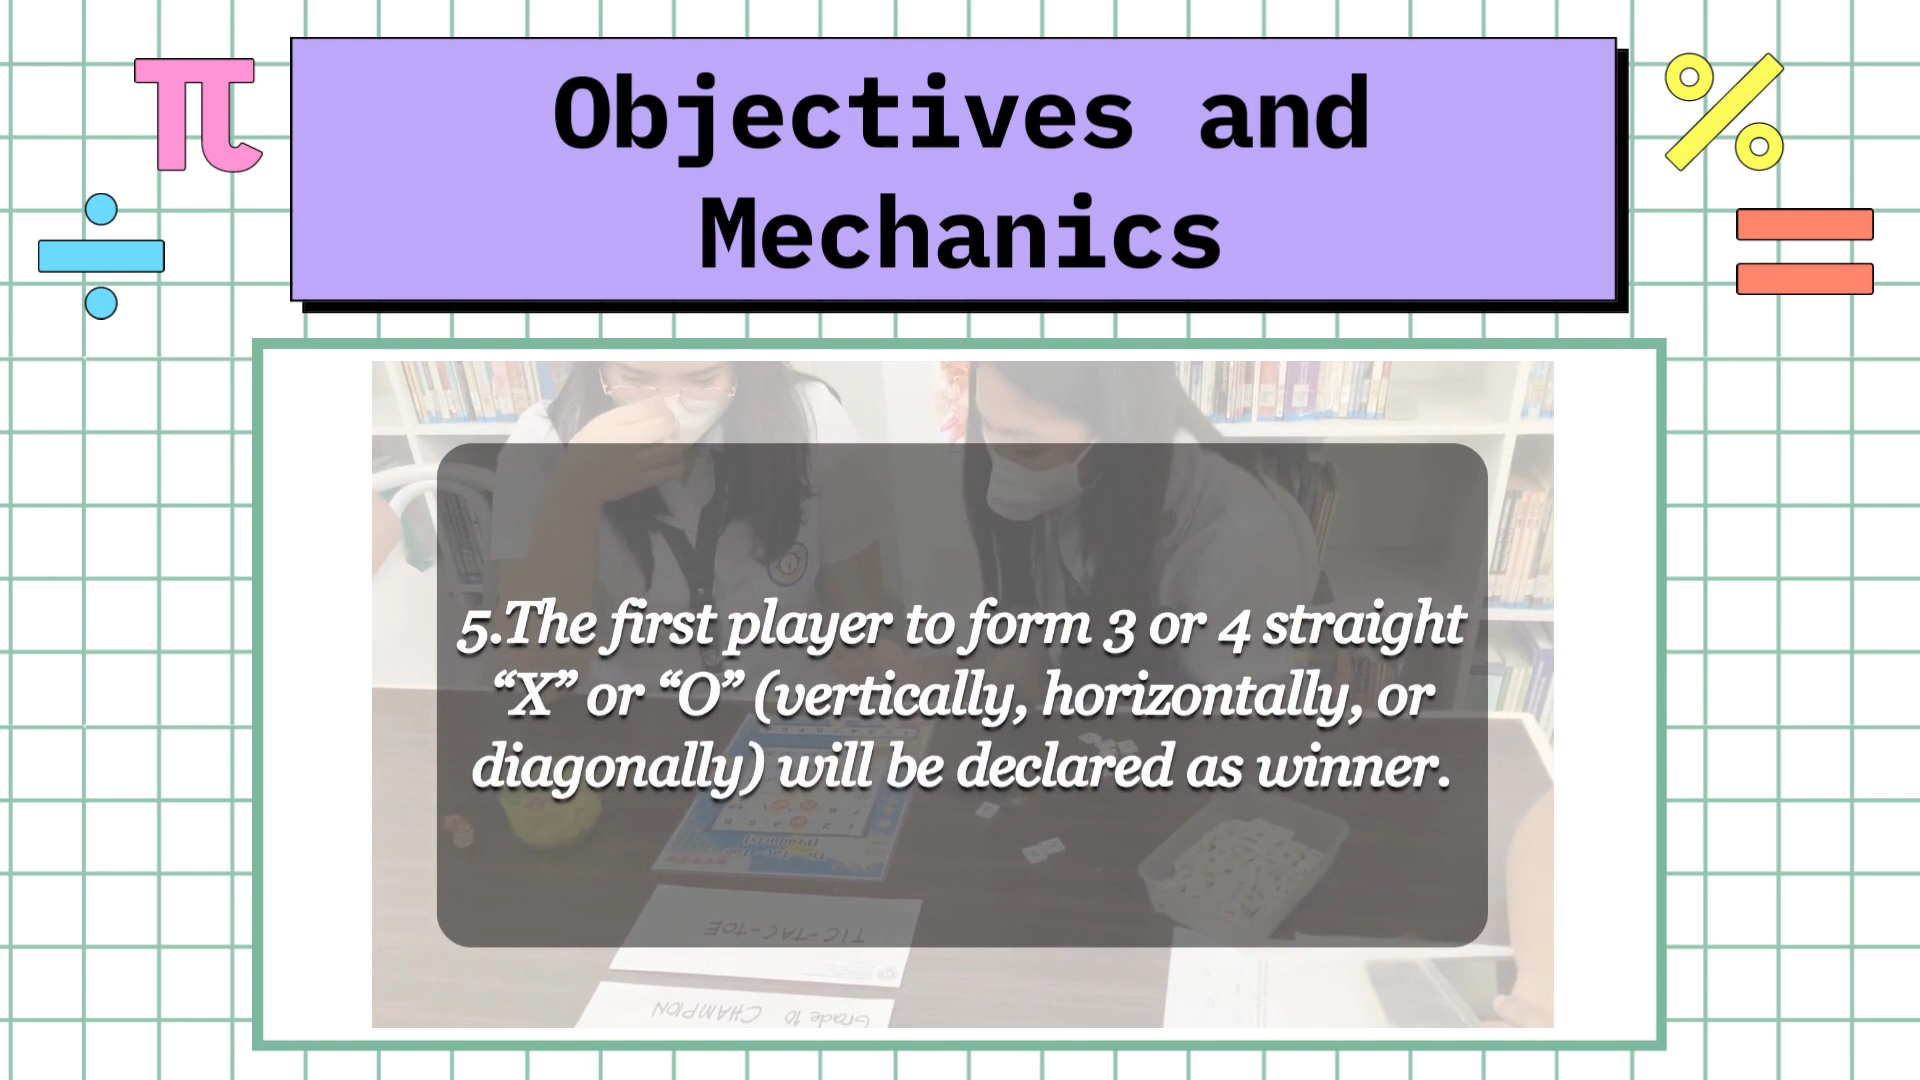 Objectives and
Mechanics
5.The first player to form 3 or 4 straight
“X” or “O” (vertically, horizontally, or
diagonally) will be declared as winner.
TIC-TAC-TOE
Grade 10 CHAMPION